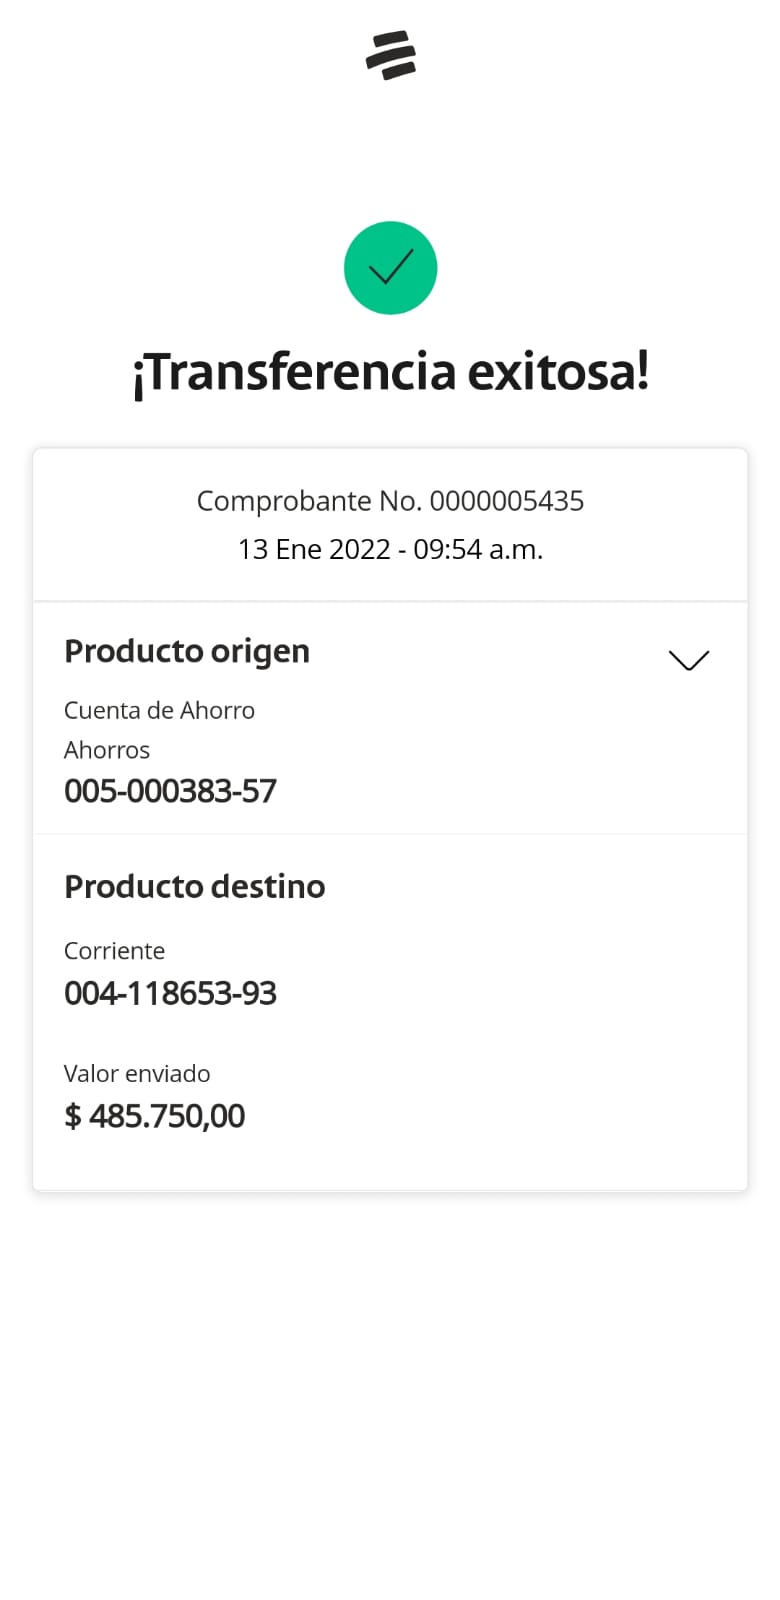 ¡Transferencia exitosa!
Comprobante No. 0000005435
13 Ene 2022 - 09:54 a.m.
Producto origen
Cuenta de Ahorro
Ahorros
005-000383-57
Producto destino
Corriente
004-118653-93
Valor enviado
$ 485.750,00